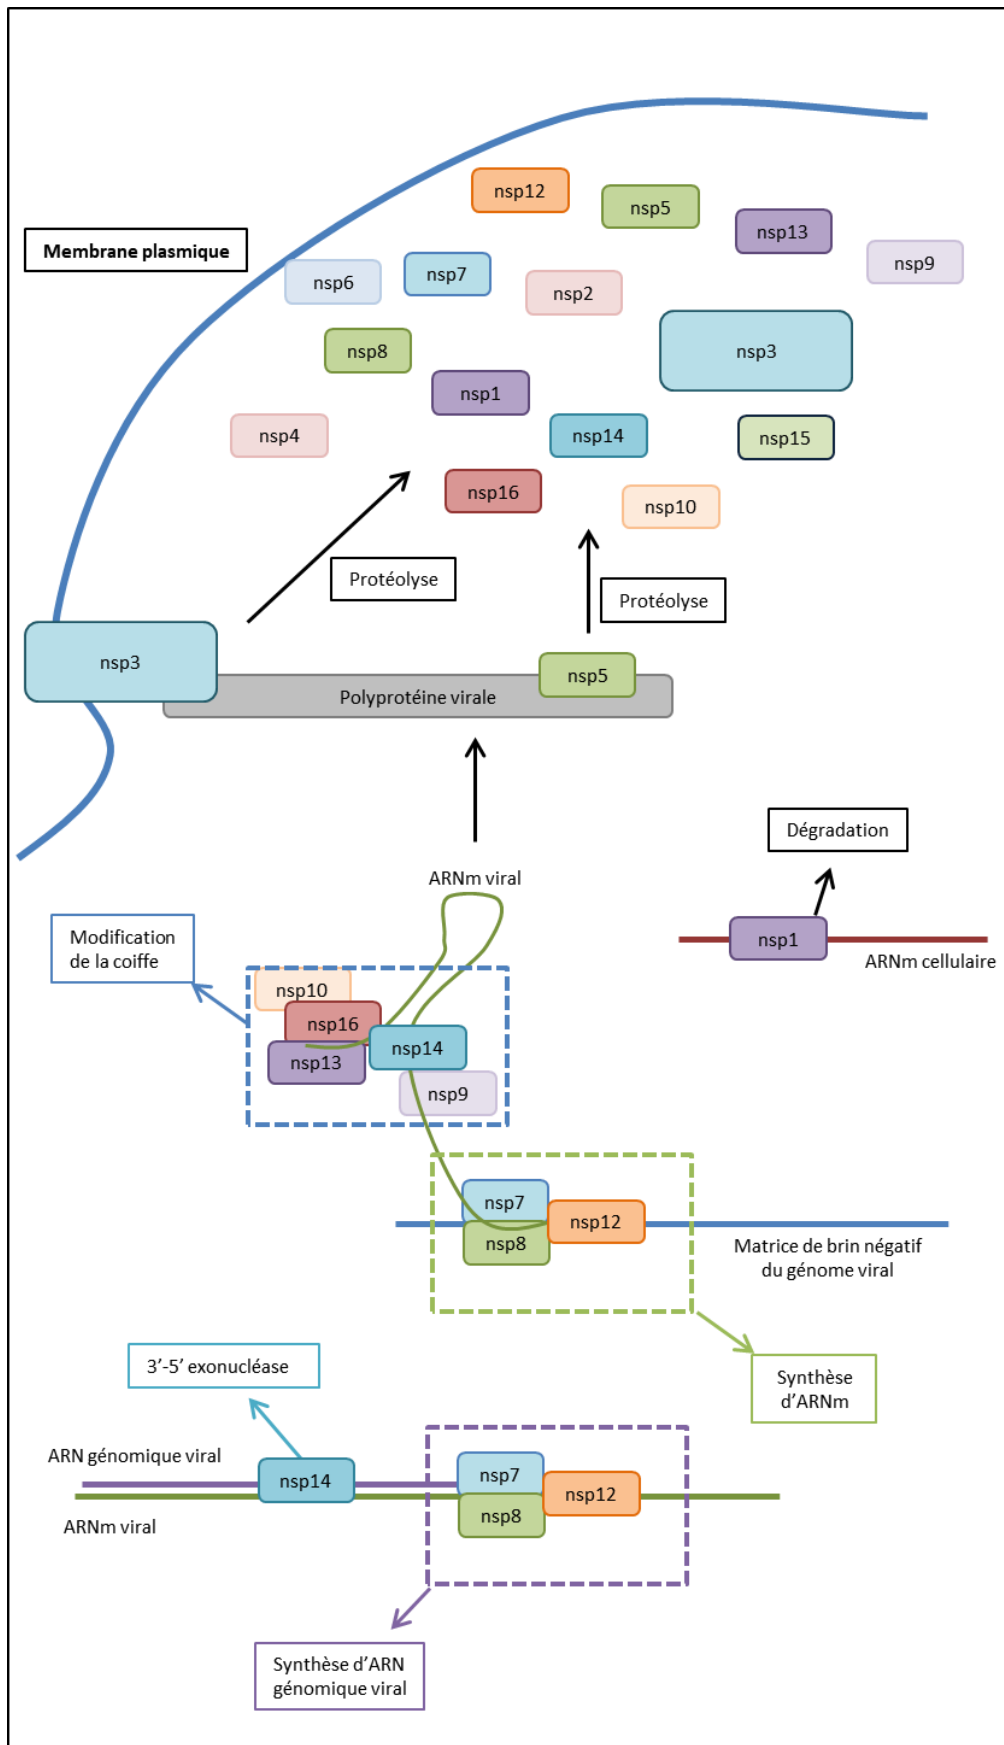 nsp12
nsp5
nsp13
Membrane plasmique
nsp9
nsp6
nsp7
nsp2
nsp8
nsp3
nsp1
nsp4
nsp14
nsp15
nsp16
nsp10
Protéolyse
Protéolyse
nsp3
nsp5
Polyprotéine virale
Dégradation
ARNm viral
Modification
de la coiffe
nsp1
ARNm cellulaire
nsp10
nsp16
nsp14
nsp13
nsp9
nsp7
nsp12
nsp8
Matrice de brin négatif
du génome viral
3’-5’ exonucléase
Synthèse
d’ARNm
ARN génomique viral
nsp14
nsp7
nsp12
nsp8
ARNm viral
Synthèse d’ARN
génomique viral